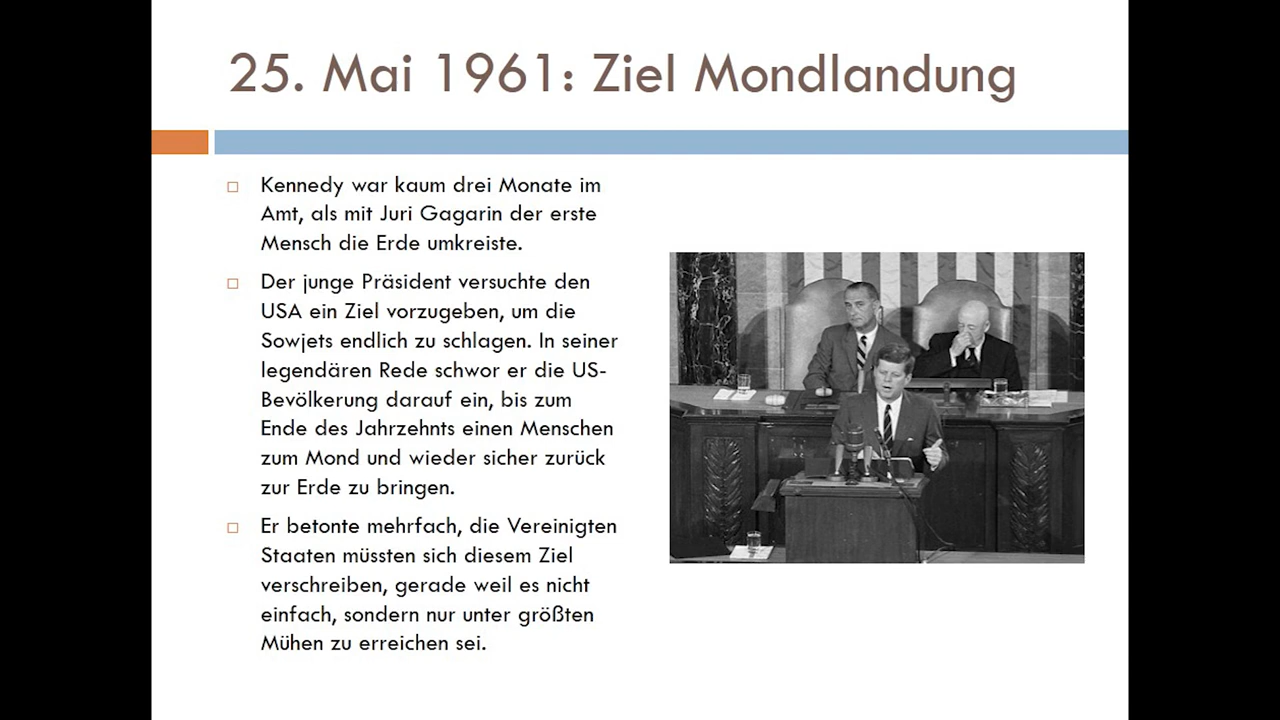 25. Mai 1961: Ziel Mondlandung
Kennedy war kaum drei Monate im
Amt, als mit Juri Gagarin der erste
Mensch die Erde umkreiste.
Der junge Präsident versuchte den
USA ein Ziel vorzugeben, um die
Sowjets endlich zu schlagen. In seiner
legendären Rede schwor er die US-
Bevölkerung darauf ein, bis zum
Ende des Jahrzehnts einen Menschen
zum Mond und wieder sicher zurück
zur Erde zu bringen.
Er betonte mehrfach, die Vereinigten
Staaten müssten sich diesem Ziel
verschreiben, gerade weil es nicht
einfach, sondern nur unter größten
Mühen zu erreichen sei.